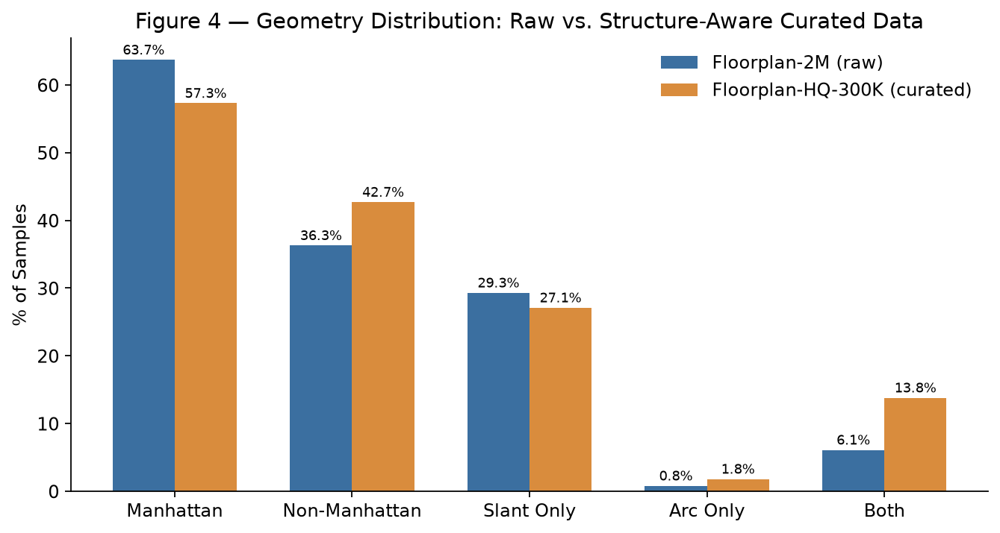 Figure 4 — Geometry Distribution: Raw vs. Structure-Aware Curated Data
Floorplan-2M (raw)
Floorplan-HQ-300K (curated)
% of Samples
60
50
40
30
20
10
0
63.7%
57.3%
36.3%
42.7%
29.3%
27.1%
0.8%
1.8%
6.1%
13.8%
Manhattan
Non-Manhattan
Slant Only
Arc Only
Both